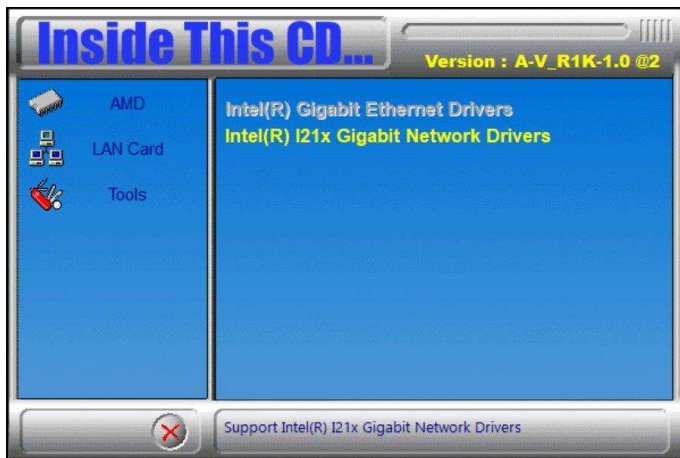 Inside This CD...
Version : A-V_R1K-1.0 @2
AMD
LAN Card
Tools
Intel(R) Gigabit Ethernet Drivers
Intel(R) I21x Gigabit Network Drivers
Support Intel(R) I21x Gigabit Network Drivers